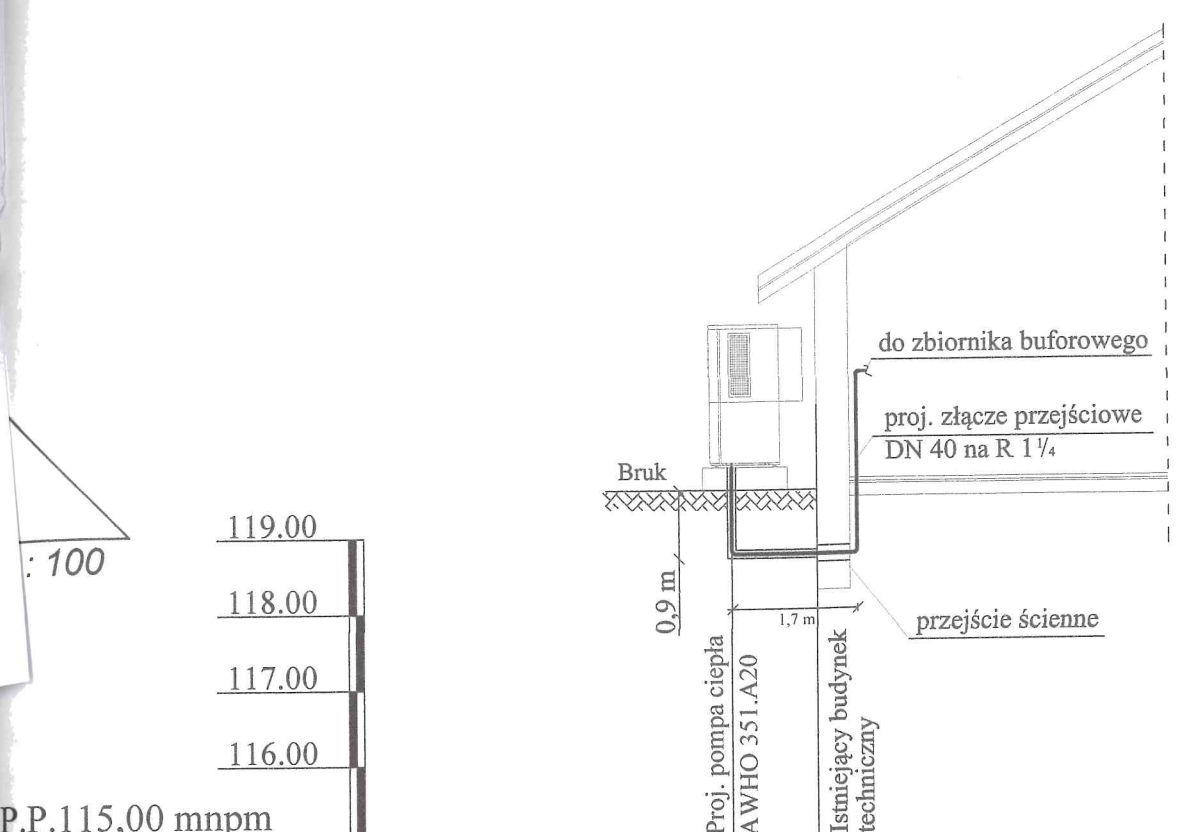 do zbiornika buforowego
proj. złącze przejściowe
DN 40 na R 1¼
Bruk
119.00
: 100
118.00
0,9 m
1,7 m
przejście ścienne
117.00
116.00
P.P.115,00 mnpm
Proj. pompa ciepła
AWHO 351.A20
Istniejący budynek
techniczny